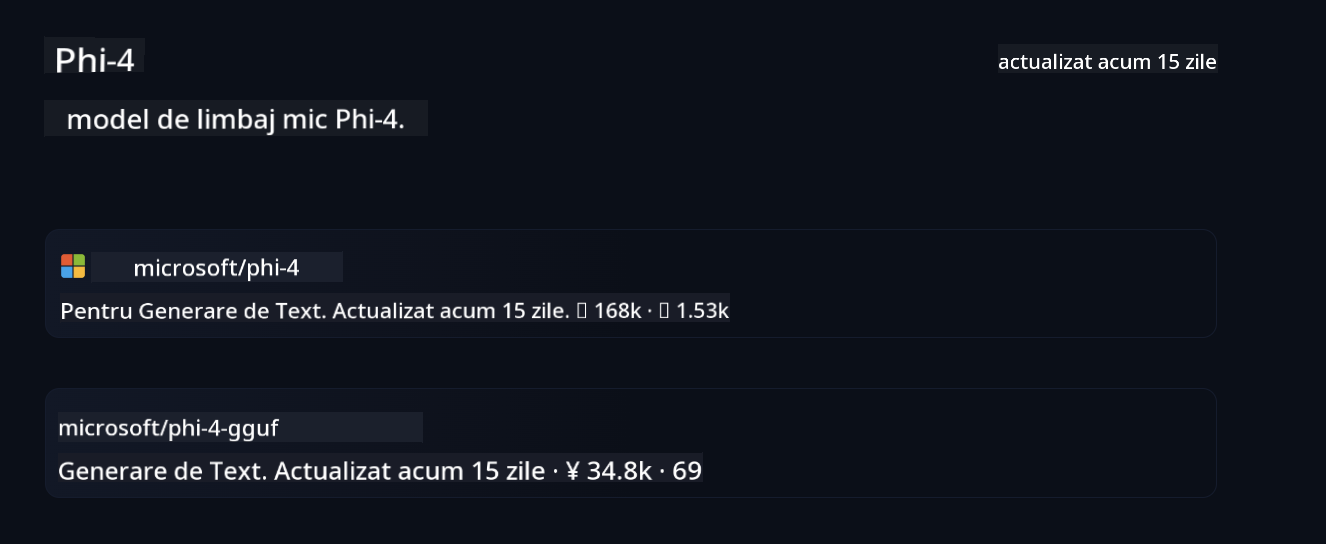 Phi-4
actualizat acum 15 zile
model de limbaj mic Phi-4.
microsoft/phi-4
Pentru Generare de Text. Actualizat acum 15 zile. 168k · 1.53k
microsoft/phi-4-gguf
Generare de Text. Actualizat acum 15 zile · ¥ 34.8k · 69